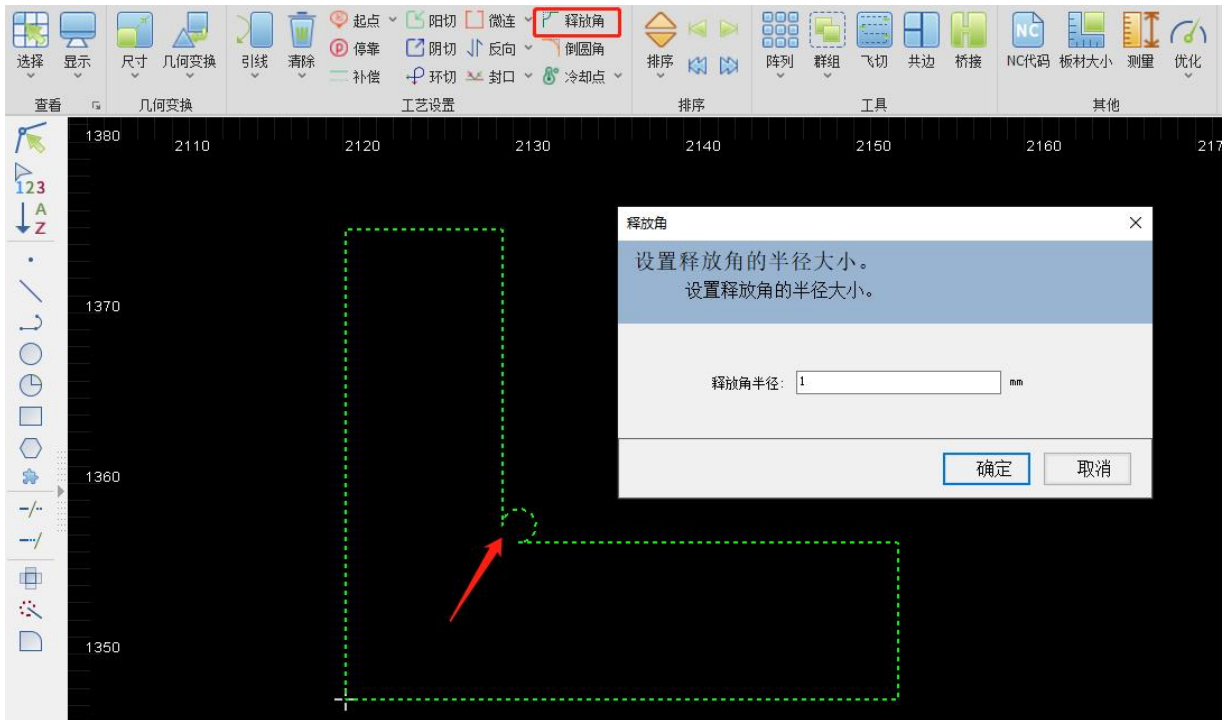 起点 阳切 微连 释放角
停靠 阴切 反向 倒圆角
补偿 环切 封口 冷却点
选择 显示 尺寸 几何变换 引线 清除 排序 阵列 群组 飞切 共边 桥接 NC NC代码 板材大小 测量 优化
查看 几何变换 工艺设置 排序 工具 其他
123
A
Z
1380
2110 2120 2130 2140 2150 2160 217
1370
1360
1350
释放角
设置释放角的半径大小。
设置释放角的半径大小。
释放角半径: 1 mm
确定 取消